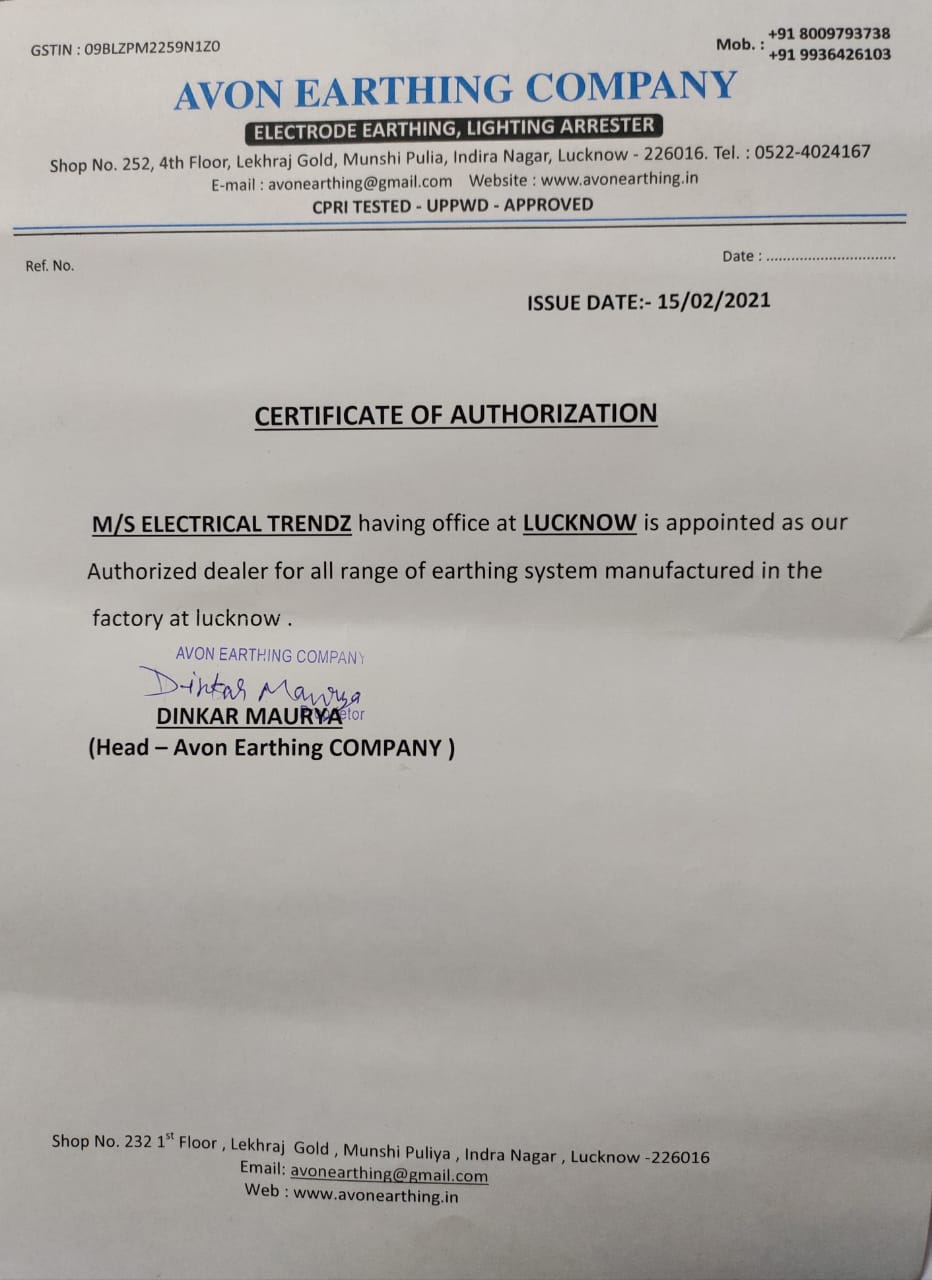 GSTIN : 09BLZPM2259N1Z0
Mob. : +91 8009793738
+91 9936426103
AVON EARTHING COMPANY
ELECTRODE EARTHING, LIGHTING ARRESTER
Shop No. 252, 4th Floor, Lekhraj Gold, Munshi Pulia, Indira Nagar, Lucknow - 226016. Tel. : 0522-4024167
E-mail : avonearthing@gmail.com Website : www.avonearthing.in
CPRI TESTED - UPPWD - APPROVED
Ref. No.
Date : ................................
ISSUE DATE:- 15/02/2021
CERTIFICATE OF AUTHORIZATION
M/S ELECTRICAL TRENDZ having office at LUCKNOW is appointed as our
Authorized dealer for all range of earthing system manufactured in the
factory at lucknow .
AVON EARTHING COMPANY
Dinkar Maurya
DINKAR MAURYA
(Head – Avon Earthing COMPANY )
Shop No. 232 1st Floor , Lekhraj Gold , Munshi Puliya , Indra Nagar , Lucknow -226016
Email: avonearthing@gmail.com
Web : www.avonearthing.in